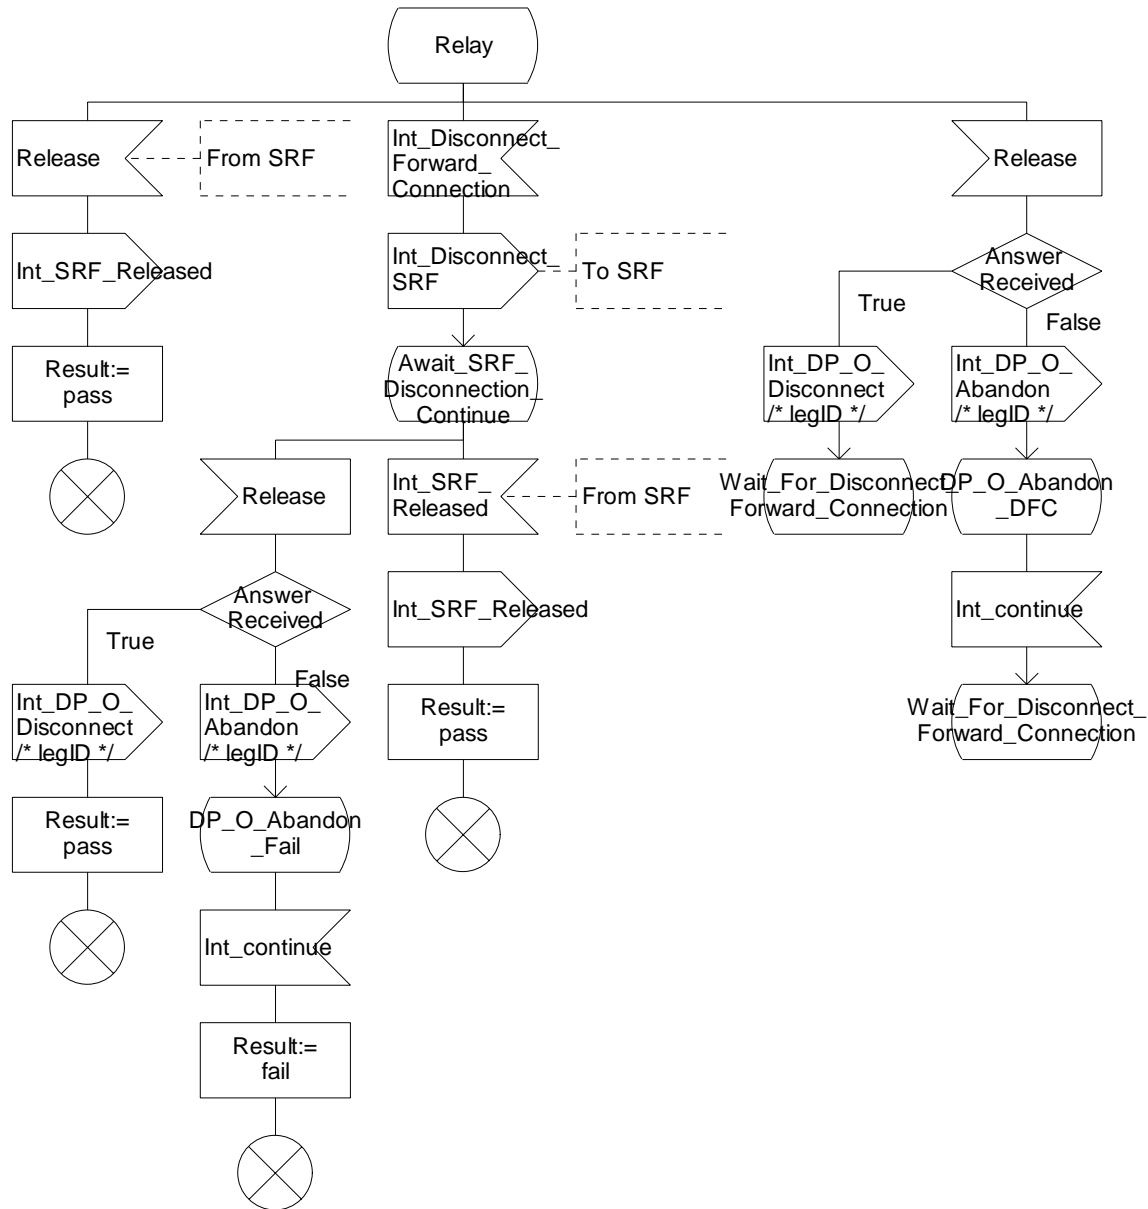 Relay
Release
From SRF
Int_Disconnect_
Forward_
Connection
Release
Int_SRF_Released
Int_Disconnect_
SRF
To SRF
Answer
Received
True
False
Result:=
pass
Await_SRF_
Disconnection_
Continue
Int_DP_O_
Disconnect
/* legID */
Int_DP_O_
Abandon
/* legID */
Release
Int_SRF_
Released
From SRF
Wait_For_Disconnect_
Forward_Connection
DP_O_Abandon
_DFC
Answer
Received
True
False
Int_SRF_Released
Int_continue
Int_DP_O_
Disconnect
/* legID */
Int_DP_O_
Abandon
/* legID */
Result:=
pass
Wait_For_Disconnect_
Forward_Connection
Result:=
pass
DP_O_Abandon
_Fail
Int_continue
Result:=
fail